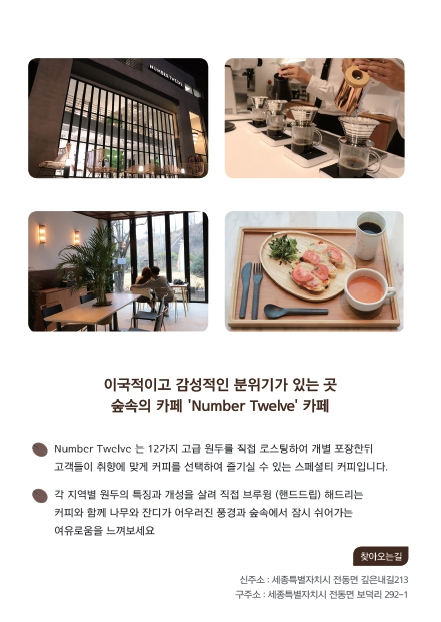 NUMBER TWELVE
이국적이고 감성적인 분위기가 있는 곳
숲속의 카페 'Number Twelve' 카페
Number Twelve 는 12가지 고급 원두를 직접 로스팅하여 개별 포장한뒤
고객들이 취향에 맞게 커피를 선택하여 즐기실 수 있는 스페셜티 커피입니다.
각 지역별 원두의 특징과 개성을 살려 직접 브루윙 (핸드드립) 해드리는
커피와 함께 나무와 잔디가 어우러진 풍경과 숲속에서 잠시 쉬어가는
여유로움을 느껴보세요
찾아오는길
신주소 : 세종특별자치시 전동면 깊은내길213
구주소 : 세종특별자치시 전동면 보덕리 292-1